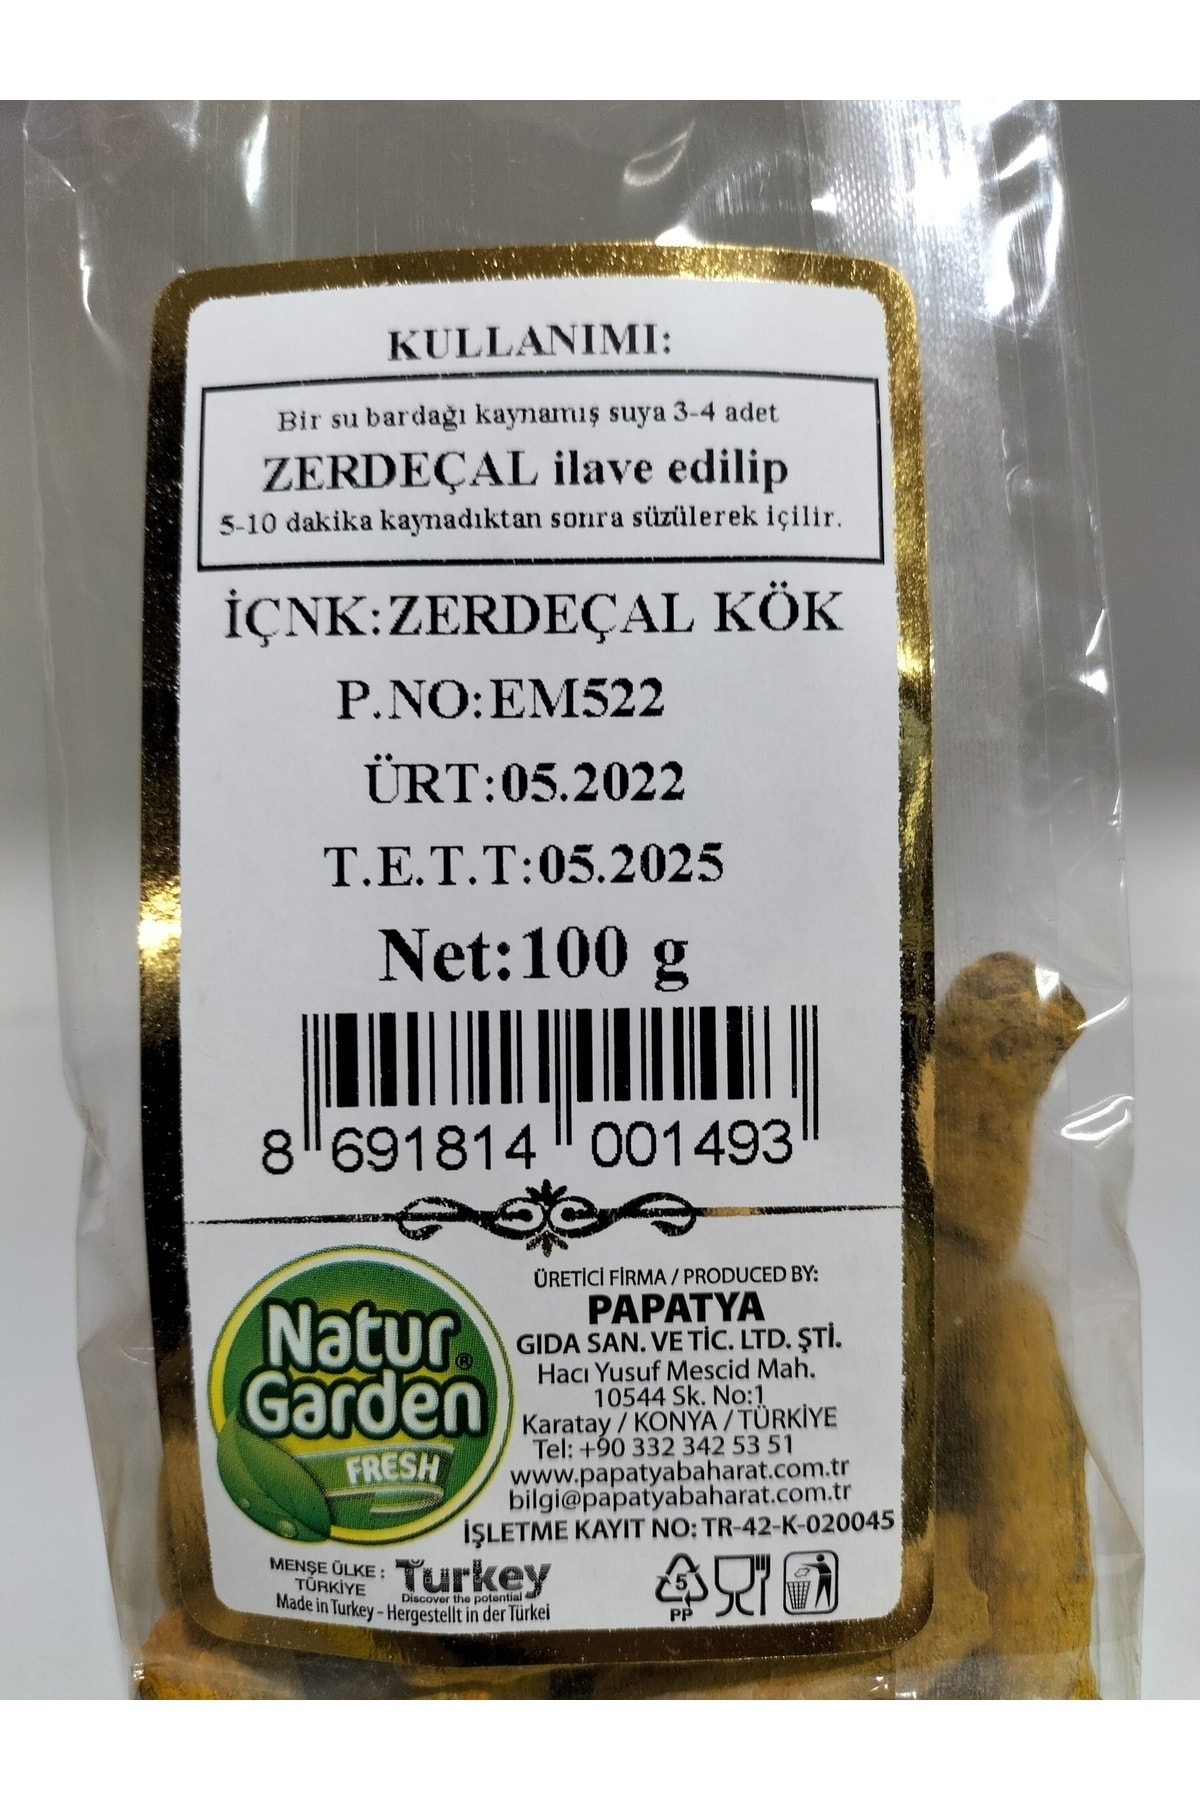 KULLANIMI:
Bir su bardağı kaynamış suya 3-4 adet
ZERDEÇAL ilave edilip
5-10 dakika kaynadıktan sonra süzülerek içilir.
İÇNK:ZERDEÇAL KÖK
P.NO:EM522
ÜRT:05.2022
T.E.T.T:05.2025
Net:100 g
8 691814 001493
Natur
Garden®
FRESH
ÜRETİCİ FİRMA / PRODUCED BY:
PAPATYA
GIDA SAN. VE TİC. LTD. ŞTİ.
Hacı Yusuf Mescid Mah.
10544 Sk. No:1
Karatay / KONYA / TÜRKİYE
Tel: +90 332 342 53 51
www.papatyabaharat.com.tr
bilgi@papatyabaharat.com.tr
İŞLETME KAYIT NO: TR-42-K-020045
MENŞE ÜLKE :
TÜRKİYE
Turkey
Discover the potential
Made in Turkey - Hergestellt in der Türkei
5
PP